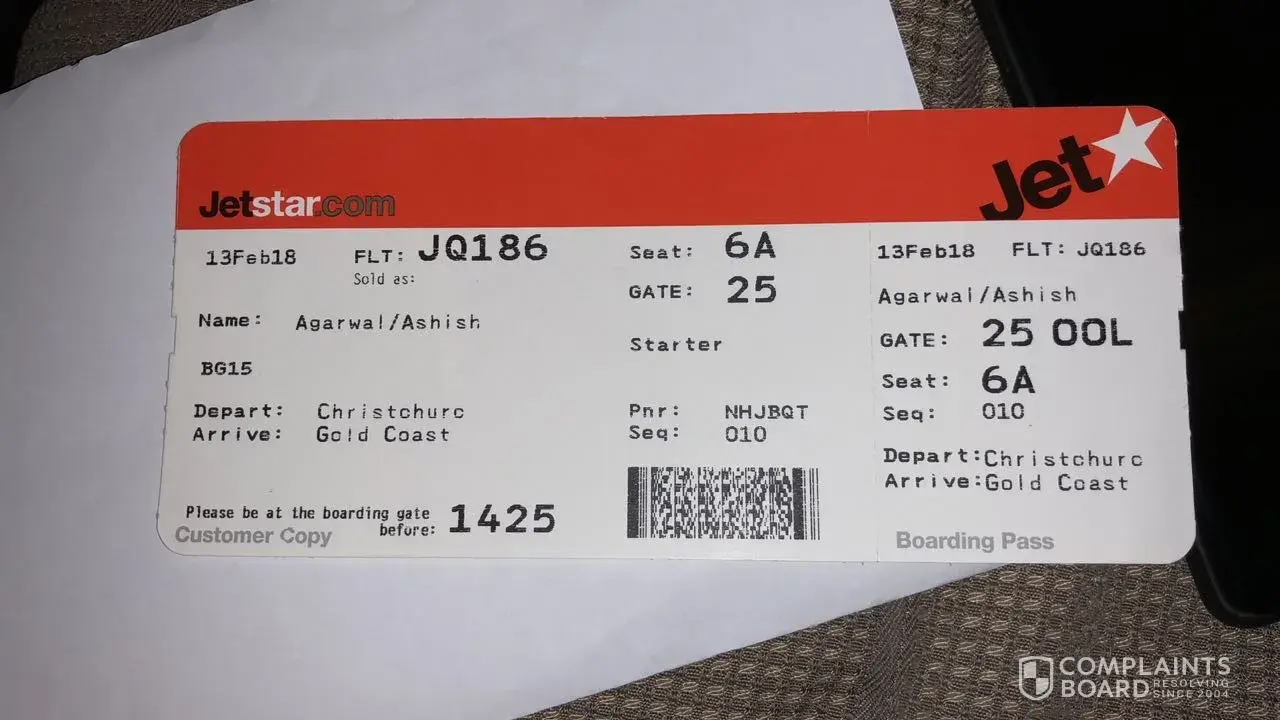 Jetstar.com
Jet
13Feb18 FLT: JQ186
Sold as:
Name: Agarwal/Ashish
BG15
Depart: Christchurc
Arrive: Gold Coast
Please be at the boarding gate
before: 1425
Customer Copy
Seat: 6A
GATE: 25
Starter
Pnr: NHJBQT
Seq: 010
13Feb18 FLT: JQ186
Agarwal/Ashish
GATE: 25 OOL
Seat: 6A
Seq: 010
Depart:Christchurc
Arrive:Gold Coast
Boarding Pass
COMPLAINTS
BOARD RESOLVING
SINCE 2004